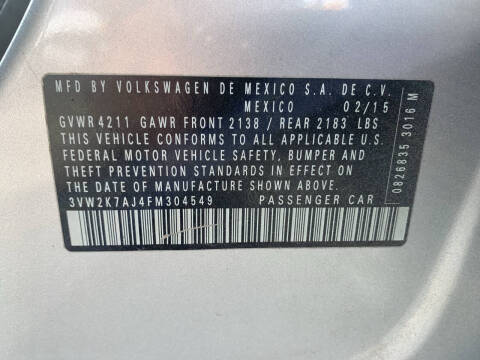 MFD BY VOLKSWAGEN DE MEXICO S.A. DE C.V.
MEXICO 02/15
GVWR 4211 GAWR FRONT 2138 / REAR 2183 LBS
THIS VEHICLE CONFORMS TO ALL APPLICABLE U.S.
FEDERAL MOTOR VEHICLE SAFETY, BUMPER AND
THEFT PREVENTION STANDARDS IN EFFECT ON
THE DATE OF MANUFACTURE SHOWN ABOVE.
3VW2K7AJ4FM304549 PASSENGER CAR
0826835 3016 M